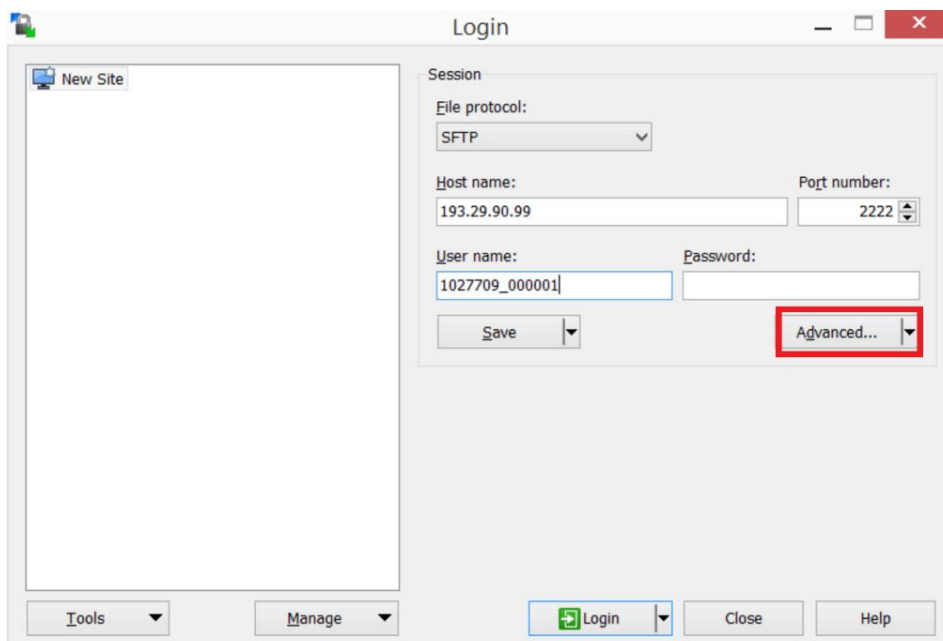 Login
New Site
Session
File protocol:
SFTP
Host name: Port number:
193.29.90.99 2222
User name: Password:
1027709_000001
Save Advanced...
Tools Manage Login Close Help